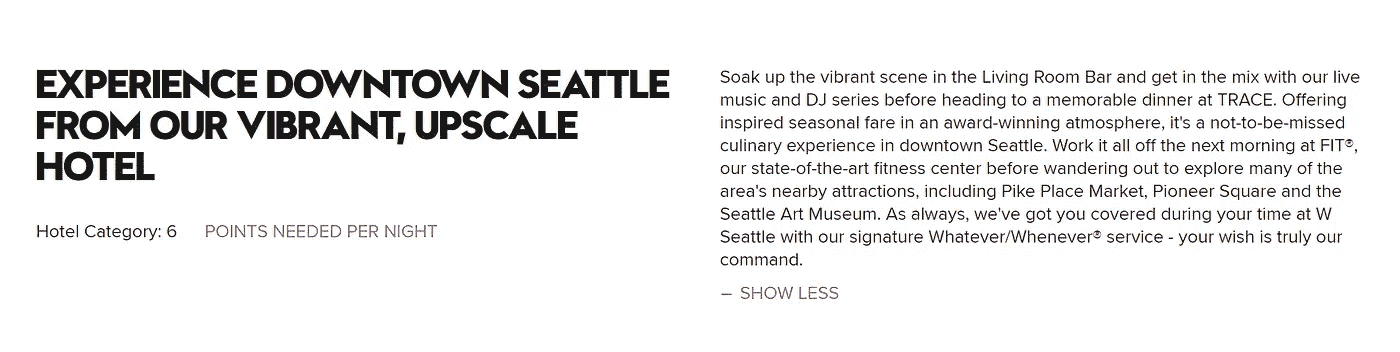 EXPERIENCE DOWNTOWN SEATTLE
FROM OUR VIBRANT, UPSCALE
HOTEL
Hotel Category: 6 POINTS NEEDED PER NIGHT
Soak up the vibrant scene in the Living Room Bar and get in the mix with our live
music and DJ series before heading to a memorable dinner at TRACE. Offering
inspired seasonal fare in an award-winning atmosphere, it's a not-to-be-missed
culinary experience in downtown Seattle. Work it all off the next morning at FIT®,
our state-of-the-art fitness center before wandering out to explore many of the
area's nearby attractions, including Pike Place Market, Pioneer Square and the
Seattle Art Museum. As always, we've got you covered during your time at W
Seattle with our signature Whatever/Whenever® service - your wish is truly our
command.
– SHOW LESS